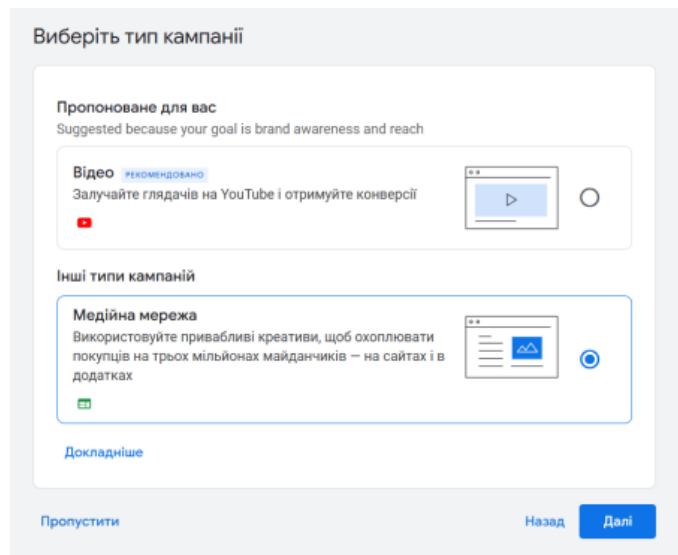 Виберіть тип кампанії
Пропоноване для вас
Suggested because your goal is brand awareness and reach
Відео РЕКОМЕНДОВАНО
Залучайте глядачів на YouTube і отримуйте конверсії
Інші типи кампаній
Медійна мережа
Використовуйте привабливі креативи, щоб охоплювати
покупців на трьох мільйонах майданчиків — на сайтах і в
додатках
Докладніше
Пропустити
Назад
Далі